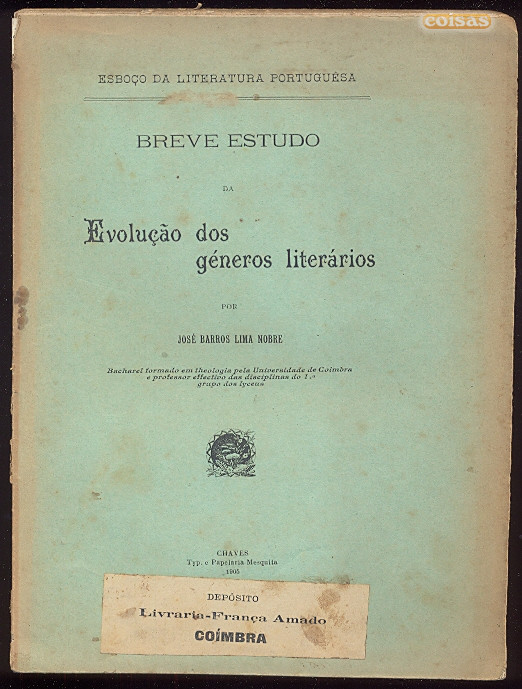 coisas
ESBOÇO DA LITERATURA PORTUGUÊSA
BREVE ESTUDO
DA
Evolução dos
géneros literários
POR
JOSÉ BARROS LIMA NOBRE
Bacharel formado em theologia pela Universidade de Coimbra
e professor effectivo das disciplinas do 1.º
grupo dos lyceus
CHAVES
Typ. e Papelaria Mesquita
1905
DEPÓSITO
Livraria-França Amado
COÍMBRA